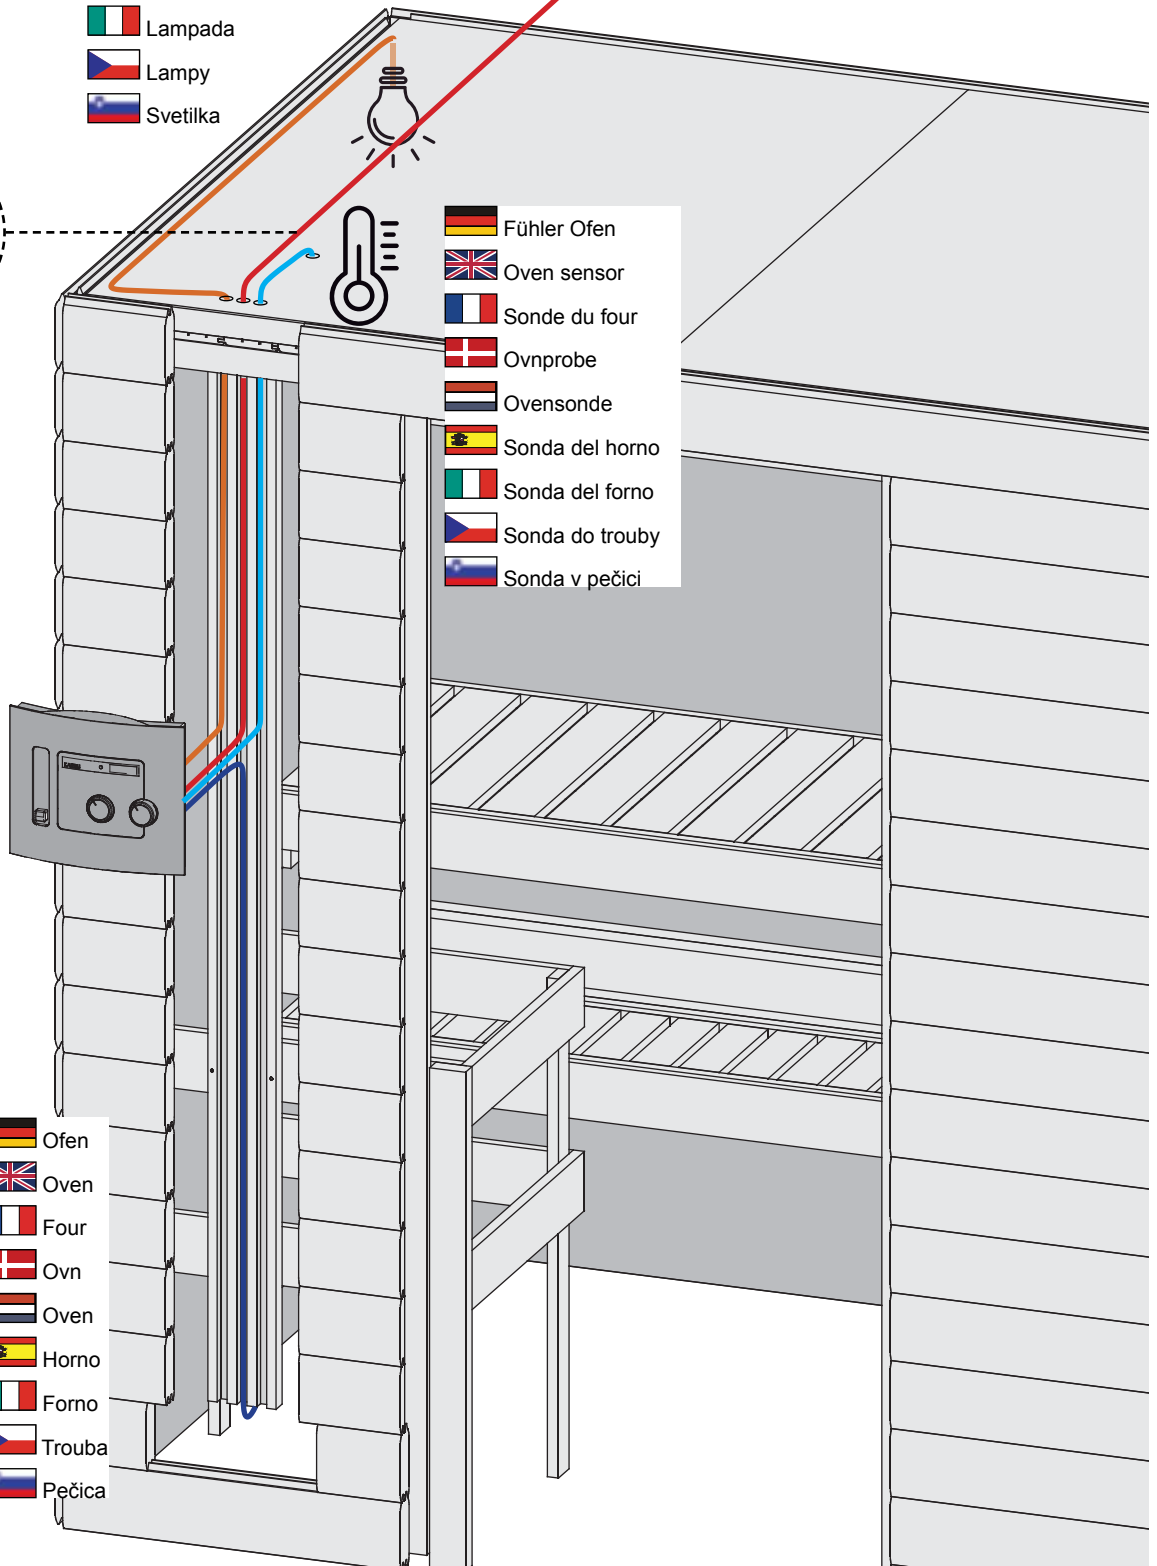 Lampada
Lampy
Svetilka
Fühler Ofen
Oven sensor
Sonde du four
Ovnprobe
Ovensonde
Sonda del horno
Sonda del forno
Sonda do trouby
Sonda v pečici
Ofen
Oven
Four
Ovn
Oven
Horno
Forno
Trouba
Pečica